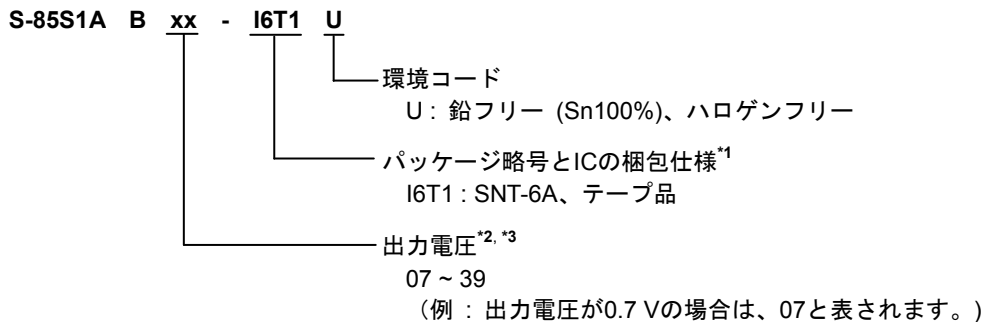 S-85S1A B xx - I6T1 U
環境コード
U : 鉛フリー (Sn100%)、ハロゲンフリー
パッケージ略号とICの梱包仕様*1
I6T1 : SNT-6A、テープ品
出力電圧*2, *3
07 ~ 39
（例 : 出力電圧が0.7 Vの場合は、07と表されます。)